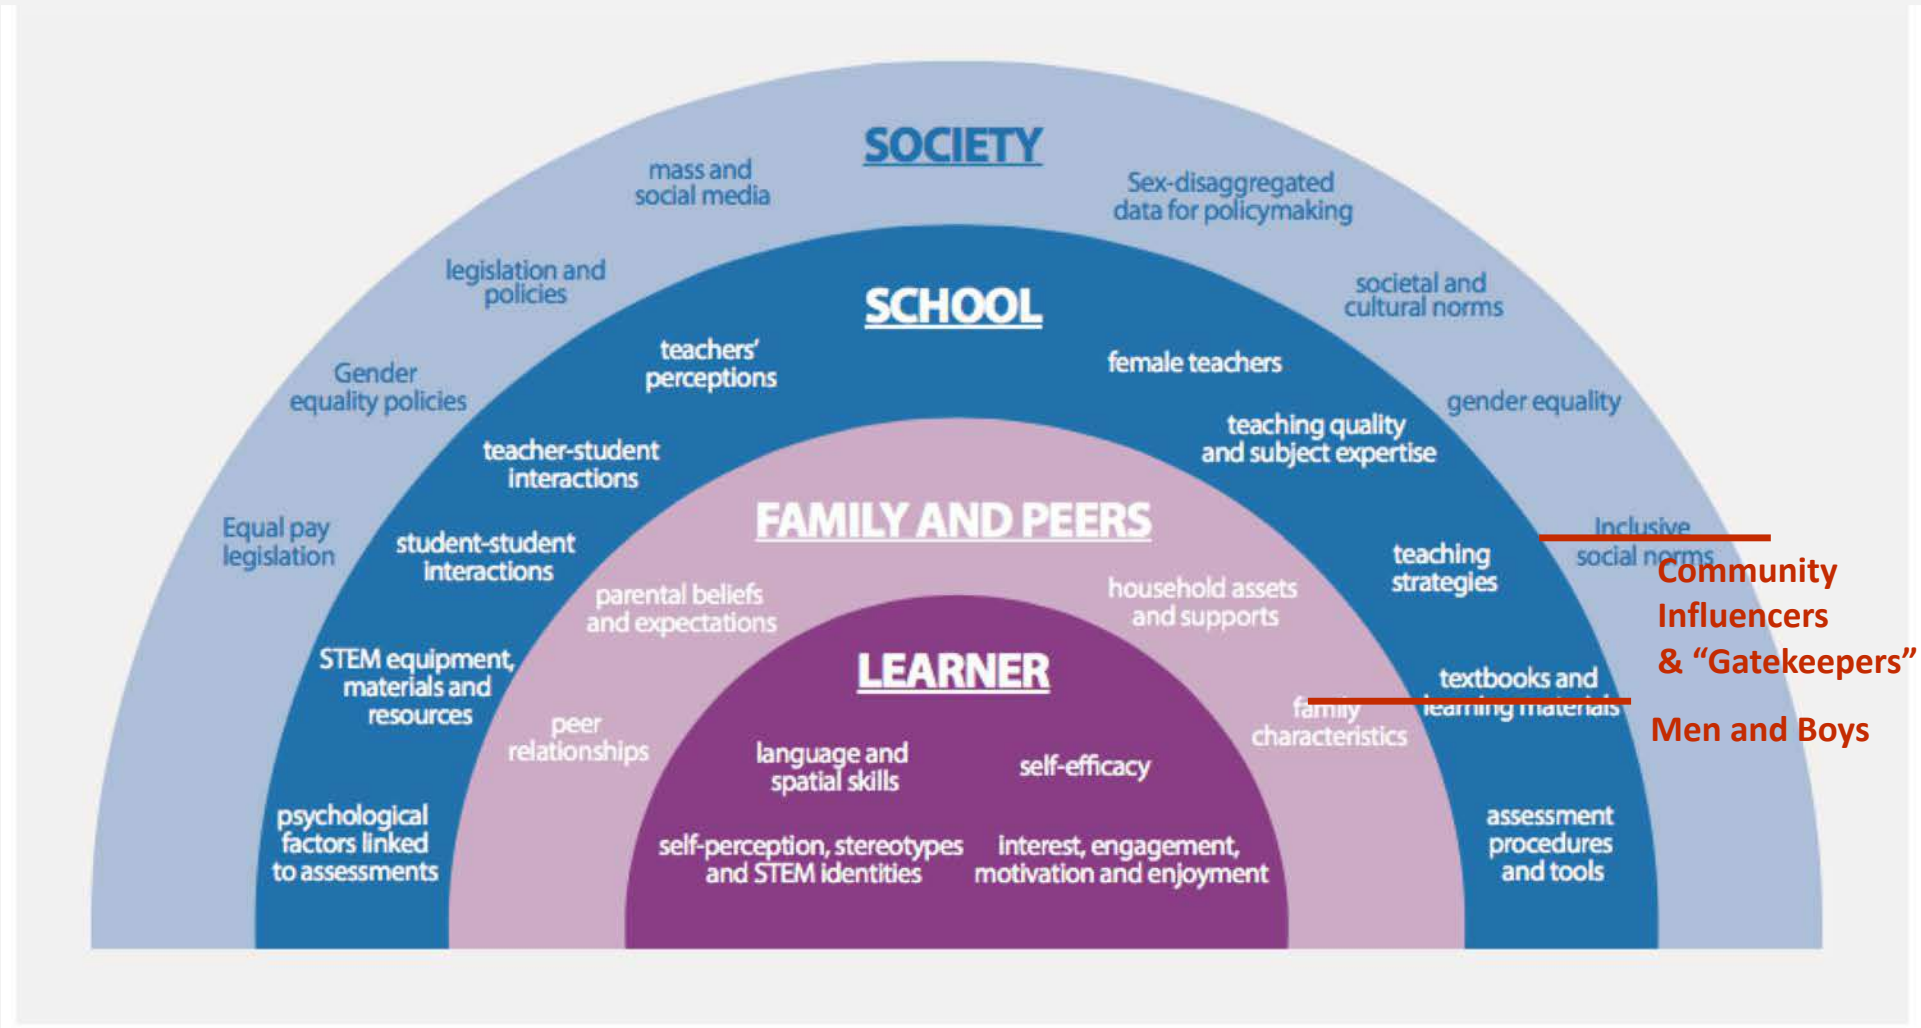 SOCIETY
mass and
social media
Sex-disaggregated
data for policymaking
legislation and
policies
societal and
cultural norms
Gender
equality policies
gender equality
Equal pay
legislation
Inclusive
social norms
SCHOOL
teachers'
perceptions
female teachers
teacher-student
interactions
teaching quality
and subject expertise
student-student
interactions
teaching
strategies
STEM equipment,
materials and
resources
textbooks and
learning materials
psychological
factors linked
to assessments
assessment
procedures
and tools
FAMILY AND PEERS
parental beliefs
and expectations
household assets
and supports
peer
relationships
family
characteristics
LEARNER
language and
spatial skills
self-efficacy
self-perception, stereotypes
and STEM identities
interest, engagement,
motivation and enjoyment
Community
Influencers
& “Gatekeepers”
Men and Boys